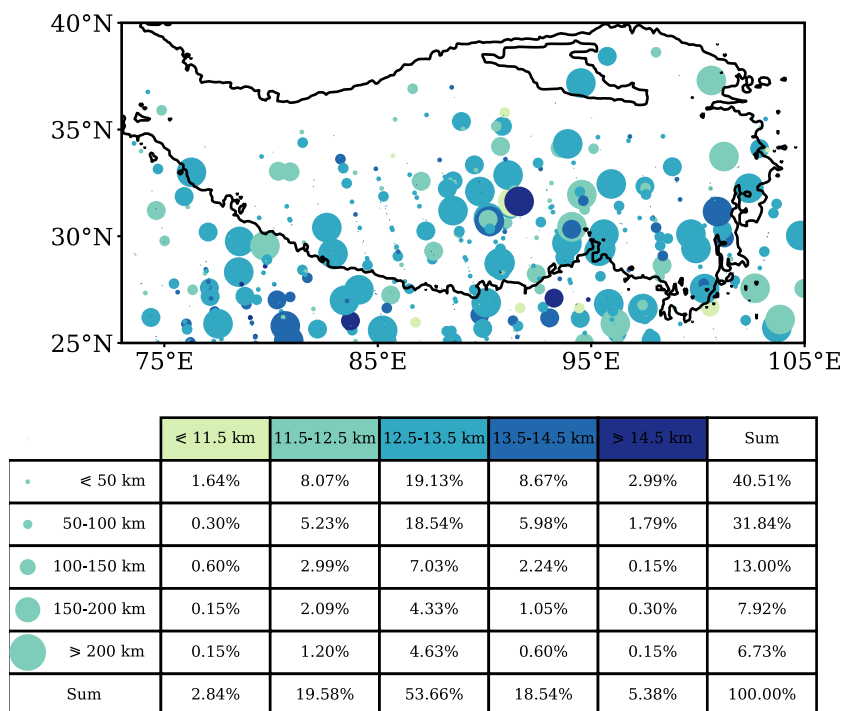 40°N
35°N
30°N
25°N
75°E 85°E 95°E 105°E
⩽ 11.5 km 11.5-12.5 km 12.5-13.5 km 13.5-14.5 km ⩾ 14.5 km Sum
⩽ 50 km 1.64% 8.07% 19.13% 8.67% 2.99% 40.51%
50-100 km 0.30% 5.23% 18.54% 5.98% 1.79% 31.84%
100-150 km 0.60% 2.99% 7.03% 2.24% 0.15% 13.00%
150-200 km 0.15% 2.09% 4.33% 1.05% 0.30% 7.92%
⩾ 200 km 0.15% 1.20% 4.63% 0.60% 0.15% 6.73%
Sum 2.84% 19.58% 53.66% 18.54% 5.38% 100.00%